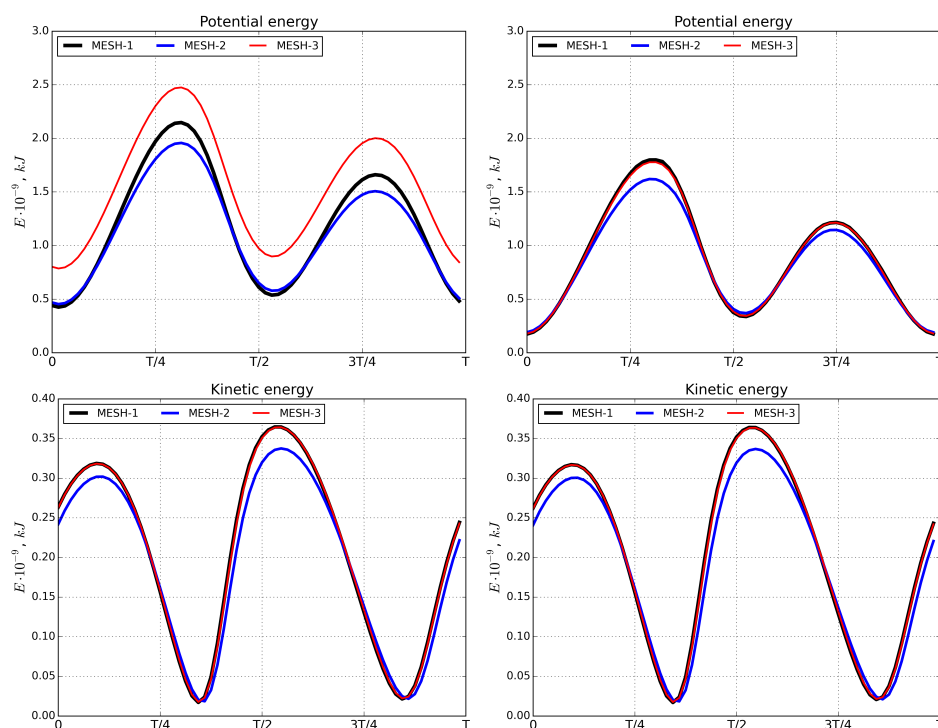 Potential energy
MESH-1 MESH-2 MESH-3
3.0
2.5
2.0
1.5
1.0
0.5
0.0
E·10⁻⁹, kJ
0 T/4 T/2 3T/4 T
Potential energy
MESH-1 MESH-2 MESH-3
3.0
2.5
2.0
1.5
1.0
0.5
0.0
E·10⁻⁹, kJ
0 T/4 T/2 3T/4
Kinetic energy
MESH-1 MESH-2 MESH-3
0.40
0.35
0.30
0.25
0.20
0.15
0.10
0.05
0.00
E·10⁻⁹, kJ
0 T/4 T/2 3T/4 T
Kinetic energy
MESH-1 MESH-2 MESH-3
0.40
0.35
0.30
0.25
0.20
0.15
0.10
0.05
0.00
E·10⁻⁹, kJ
0 T/4 T/2 3T/4